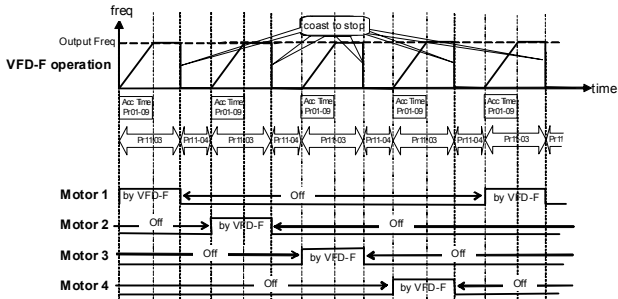 freq
coast to stop
Output Freq
VFD-F operation
time
Acc Time Acc Time Acc Time Acc Time Acc Time
Pr01-09 Pr01-09 Pr01-09 Pr01-09 Pr01-09
Pr11-03 Pr11-04 Pr11-03 Pr11-04 Pr11-03 Pr11-04 Pr11-03 Pr11-04 Pr11-03 Pr11
Motor 1 by VFD-F Off by VFD-F
Motor 2 Off by VFD-F Off
Motor 3 Off by VFD-F Off
Motor 4 Off by VFD-F Off